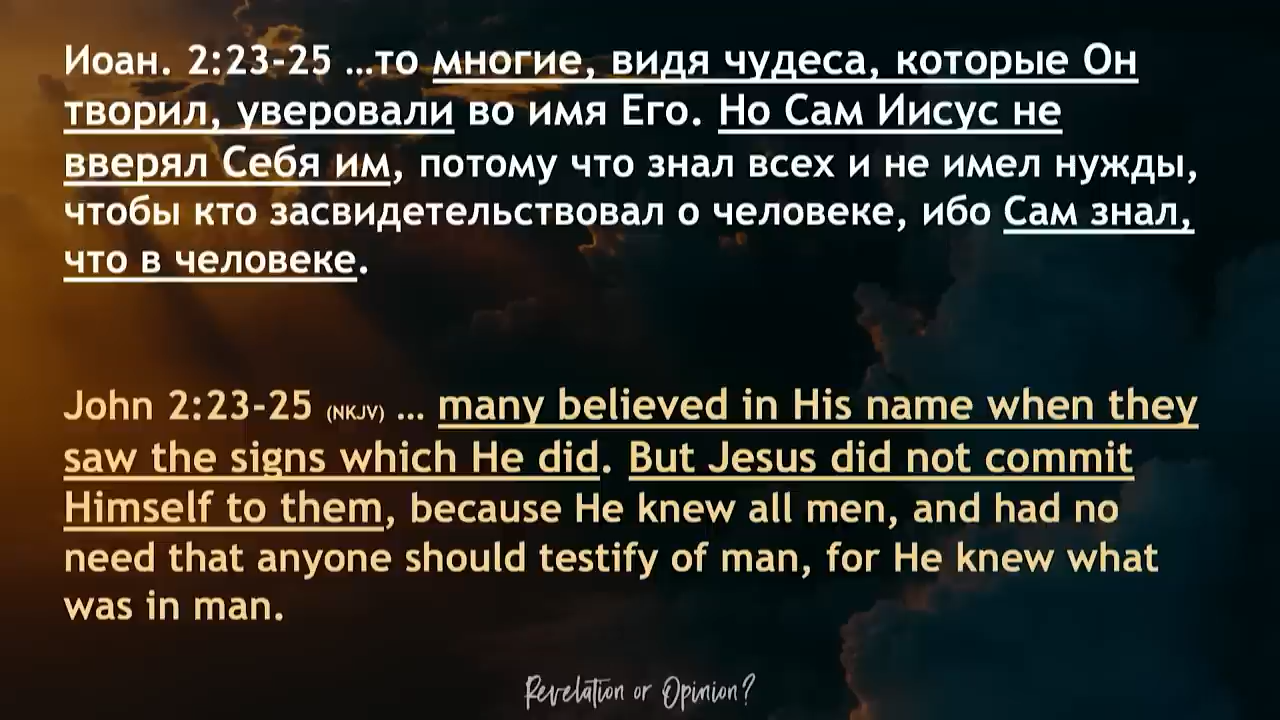 Иоан. 2:23-25 ...то многие, видя чудеса, которые Он
творил, уверовали во имя Его. Но Сам Иисус не
вверял Себя им, потому что знал всех и не имел нужды,
чтобы кто засвидетельствовал о человеке, ибо Сам знал,
что в человеке.
John 2:23-25 (NKJV) ... many believed in His name when they
saw the signs which He did. But Jesus did not commit
Himself to them, because He knew all men, and had no
need that anyone should testify of man, for He knew what
was in man.
Revelation or Opinion?